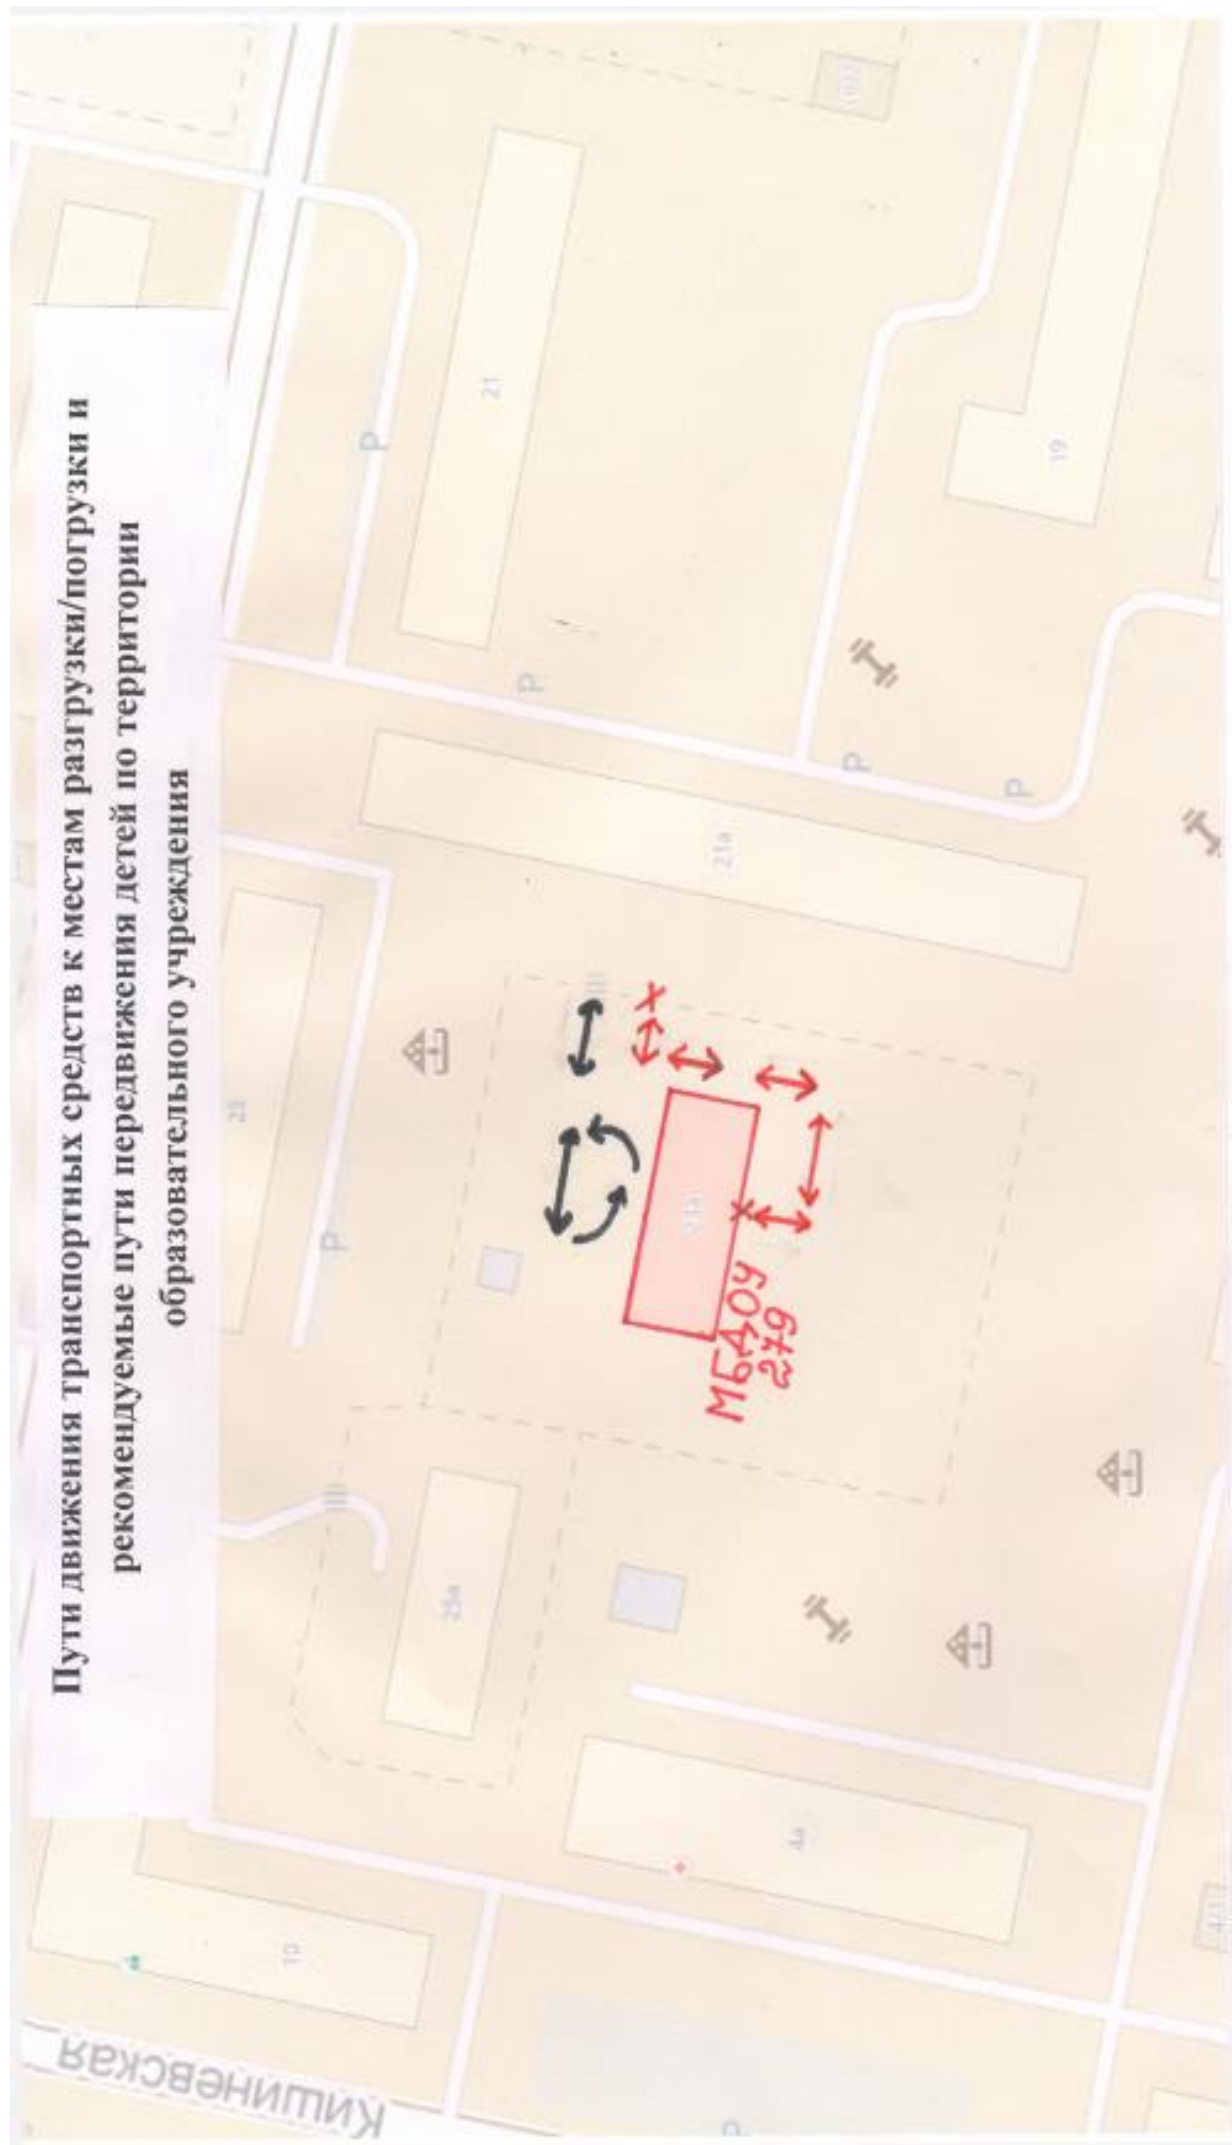 Пути движения транспортных средств к местам разгрузки/погрузки и
рекомендуемые пути передвижения детей по территории
образовательного учреждения
21
P
19
P
P
P
21а
P
МБДОУ
279
25а
4а
10
Кишиневская